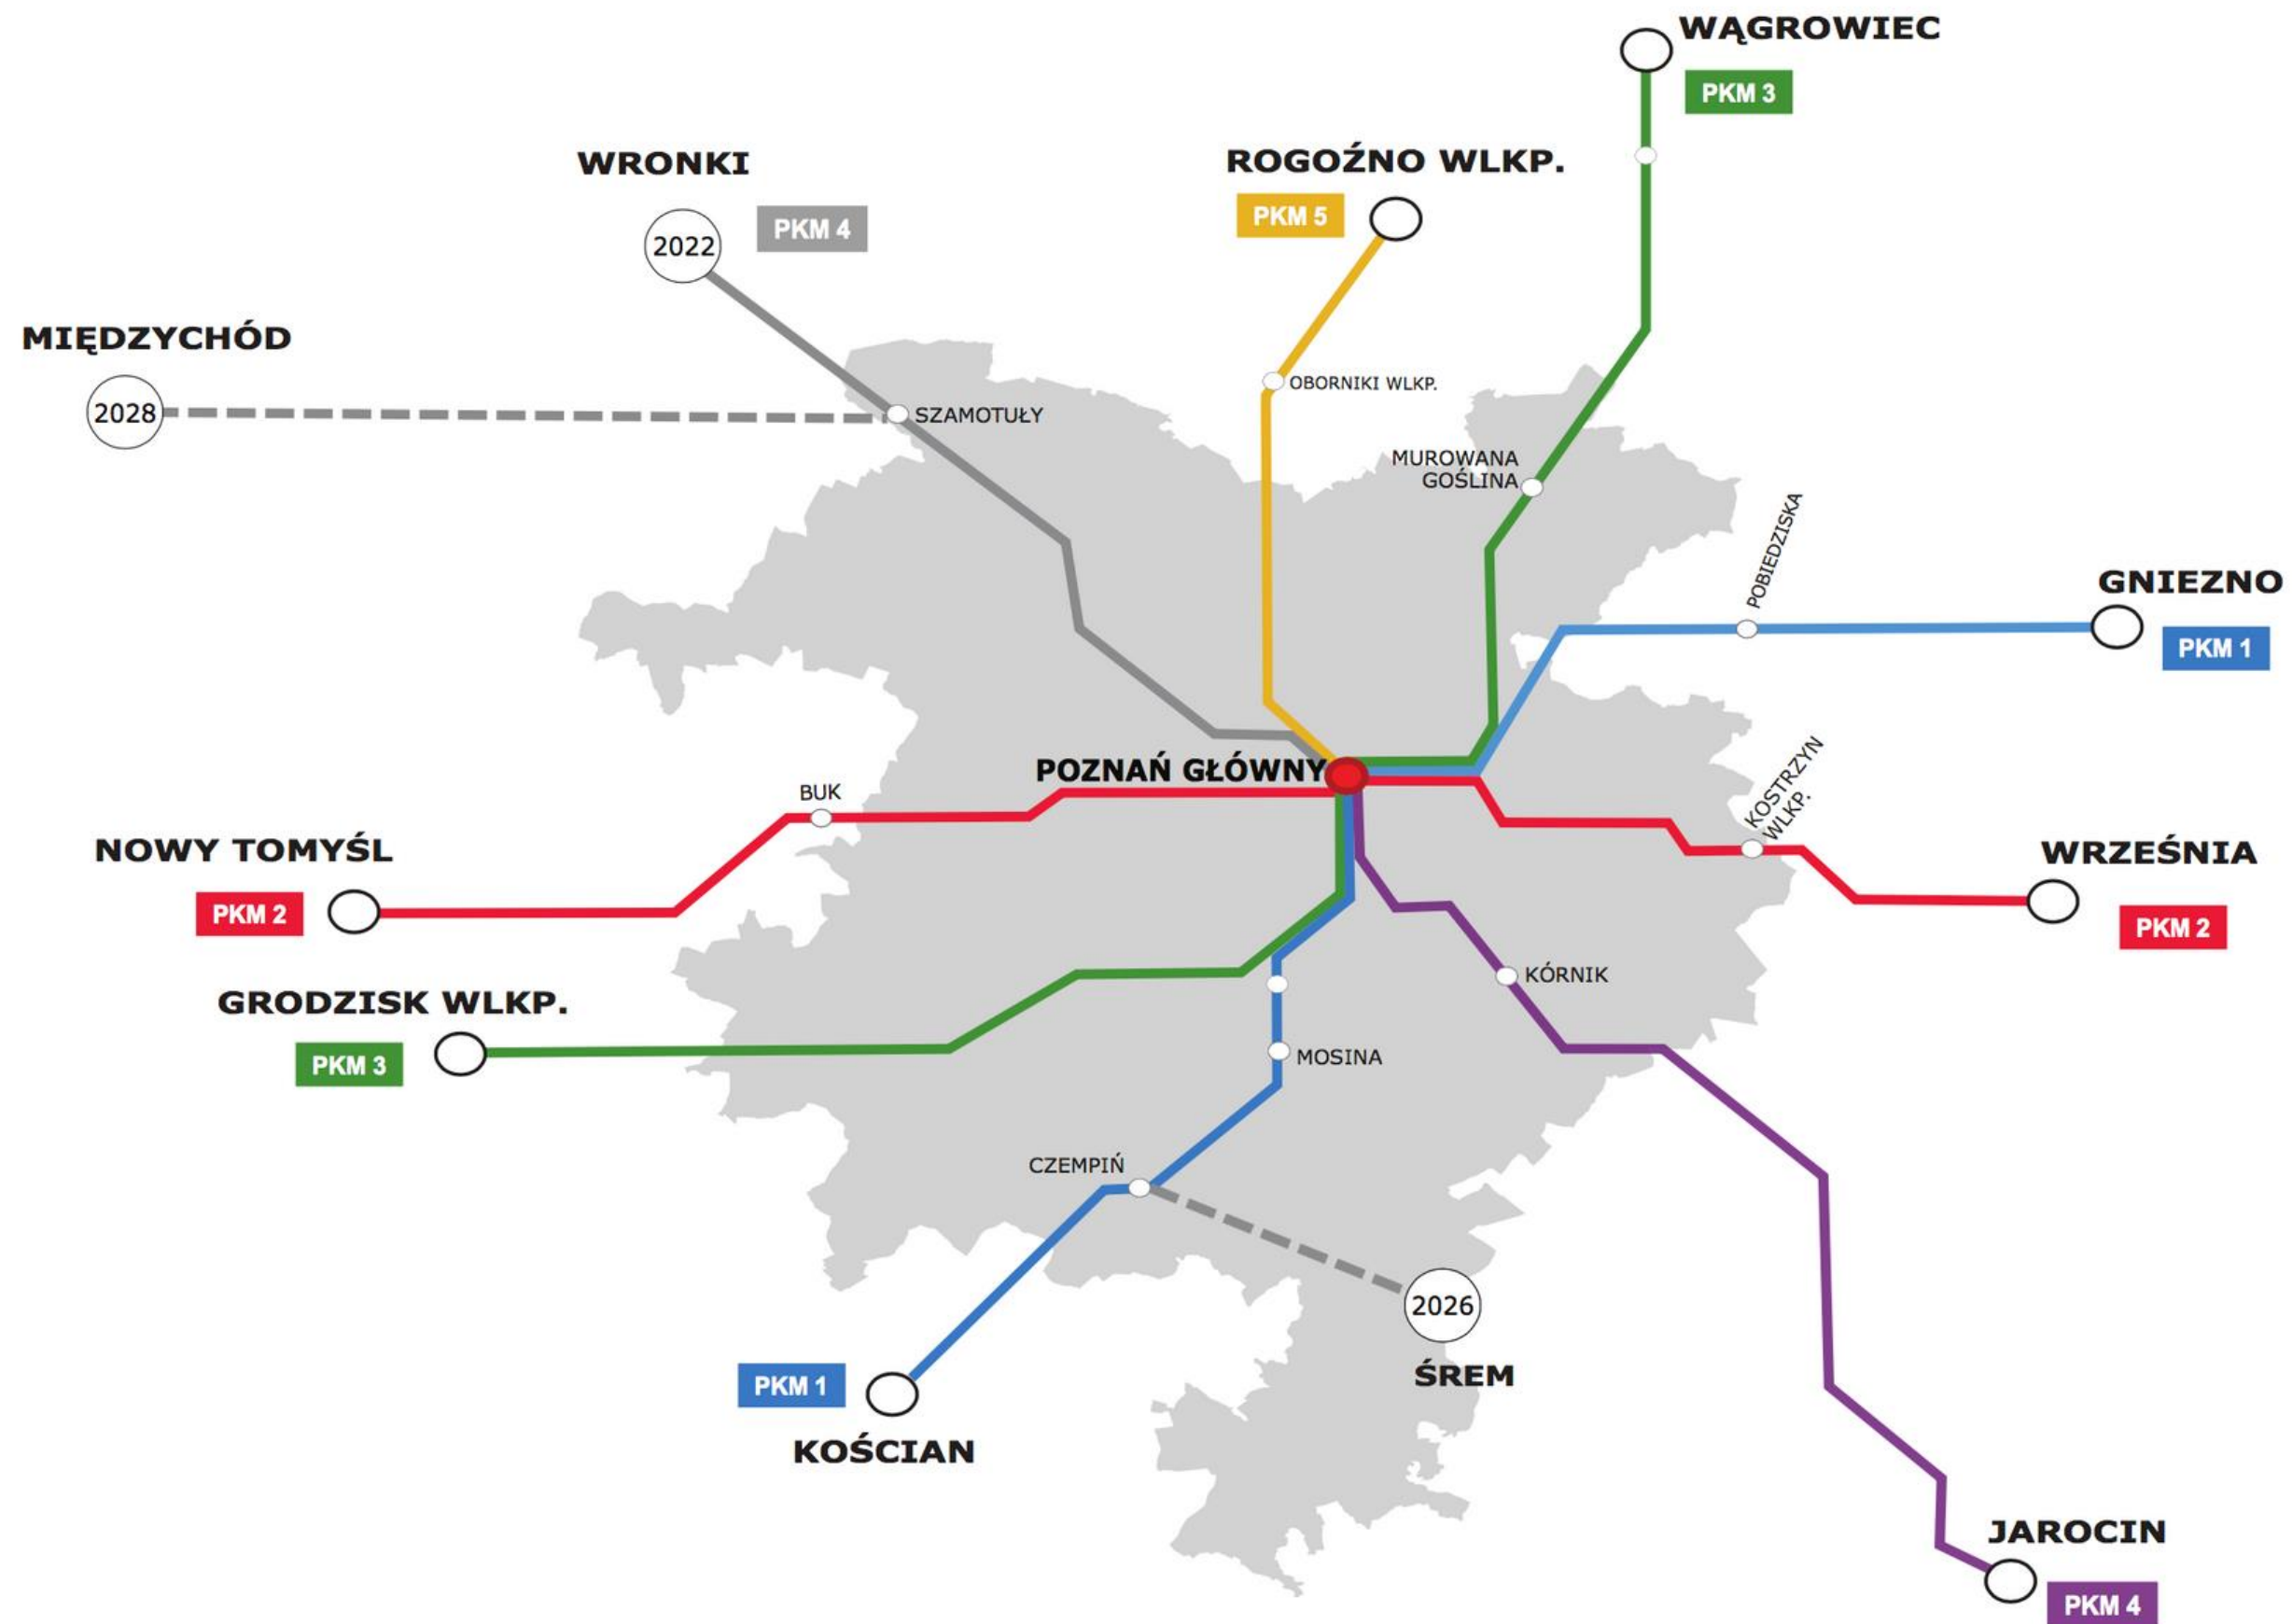 WĄGROWIEC
PKM 3
WRONKI
PKM 4
2022
ROGOŹNO WLKP.
PKM 5
MIĘDZYCHÓD
2028
SZAMOTUŁY
OBORNIKI WLKP.
MUROWANA
GOŚLINA
POBIEDZISKA
GNIEZNO
PKM 1
POZNAŃ GŁÓWNY
KOSTRZYN
WLKP.
BUK
NOWY TOMYŚL
PKM 2
WRZEŚNIA
PKM 2
GRODZISK WLKP.
PKM 3
KÓRNIK
MOSINA
CZEMPIŃ
2026
ŚREM
PKM 1
KOŚCIAN
JAROCIN
PKM 4